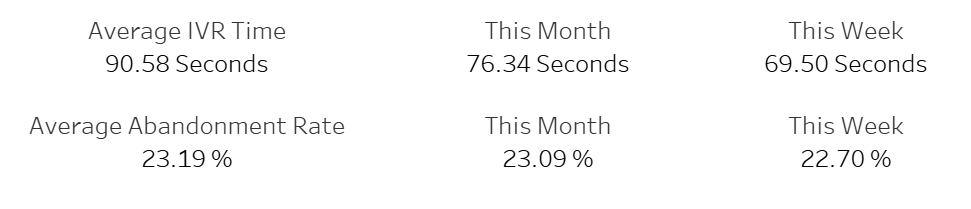 Average IVR Time This Month This Week
90.58 Seconds 76.34 Seconds 69.50 Seconds
Average Abandonment Rate This Month This Week
23.19 % 23.09 % 22.70 %